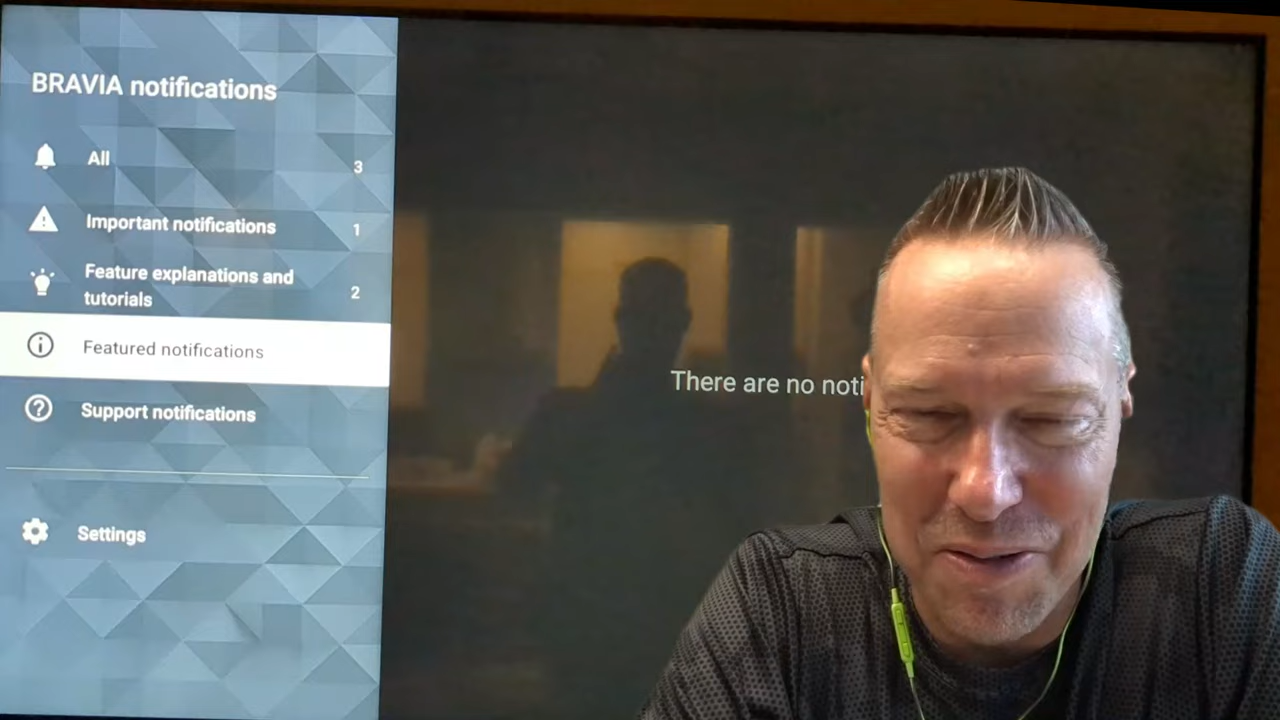 BRAVIA notifications
All
3
Important notifications
1
Feature explanations and
tutorials
2
Featured notifications
There are no noti
Support notifications
Settings